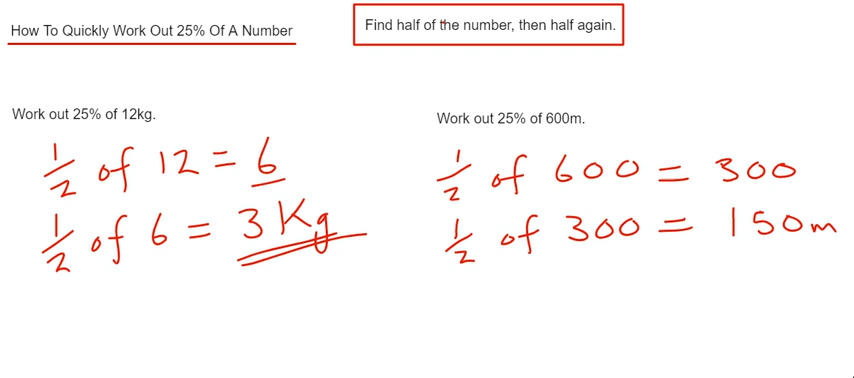 How To Quickly Work Out 25% Of A Number
Find half of the number, then half again.
Work out 25% of 12kg.
1/2 of 12 = 6
1/2 of 6 = 3 Kg
Work out 25% of 600m.
1/2 of 600 = 300
1/2 of 300 = 150m